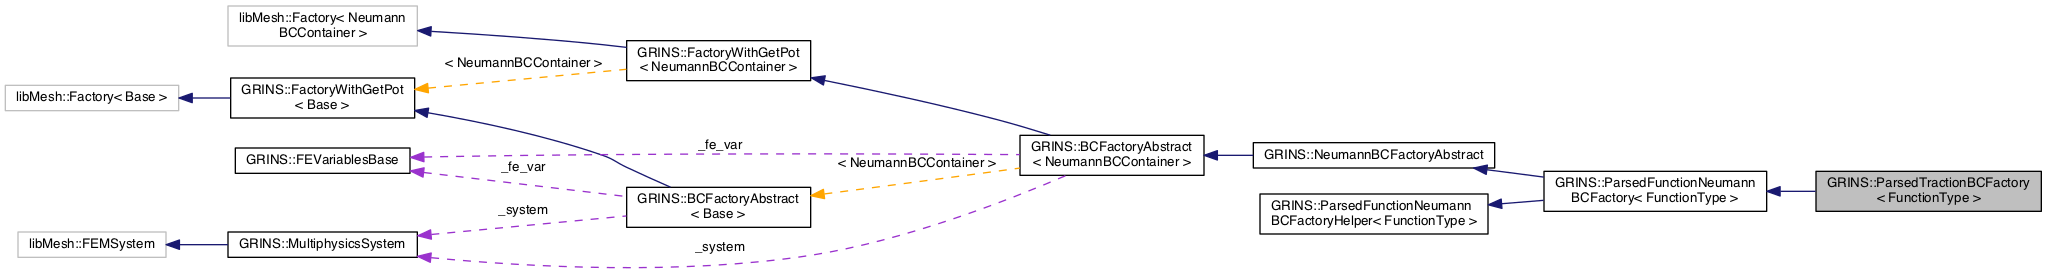 libMesh::Factory< Neumann
BCContainer >
libMesh::Factory< Base >
GRINS::FactoryWithGetPot
< Base >
GRINS::FEVariablesBase
libMesh::FEMSystem
GRINS::MultiphysicsSystem
< NeumannBCContainer >
_fe_var
_system
GRINS::FactoryWithGetPot
< NeumannBCContainer >
GRINS::BCFactoryAbstract
< Base >
_fe_var
< NeumannBCContainer >
_system
GRINS::BCFactoryAbstract
< NeumannBCContainer >
GRINS::NeumannBCFactoryAbstract
GRINS::ParsedFunctionNeumann
BCFactoryHelper< FunctionType >
GRINS::ParsedFunctionNeumann
BCFactory< FunctionType >
GRINS::ParsedTractionBCFactory
< FunctionType >